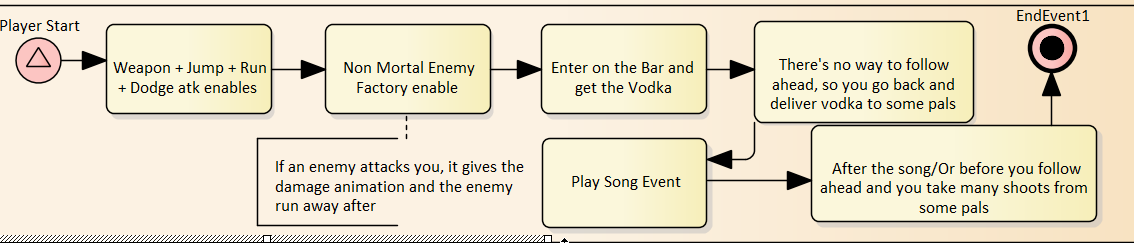 Player Start
EndEvent1
Weapon + Jump + Run
+ Dodge atk enables
Non Mortal Enemy
Factory enable
Enter on the Bar and
get the Vodka
There's no way to follow
ahead, so you go back and
deliver vodka to some pals
If an enemy attacks you, it gives the
damage animation and the enemy
run away after
Play Song Event
After the song/Or before you follow
ahead and you take many shoots from
some pals